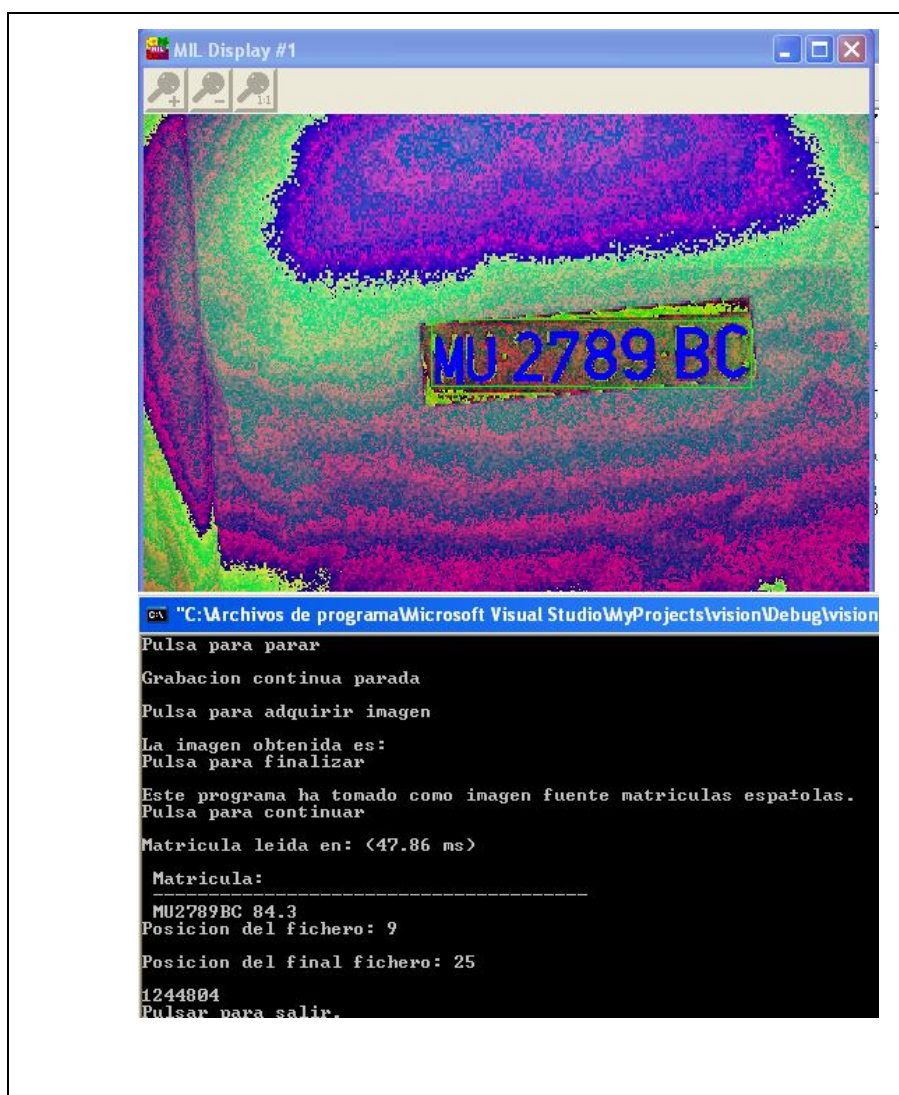 MIL Display #1
1:1
MU·2789·BC
"C:\Archivos de programa\Microsoft Visual Studio\MyProjects\vision\Debug\vision
Pulsa para parar
Grabacion continua parada
Pulsa para adquirir imagen
La imagen obtenida es:
Pulsa para finalizar
Este programa ha tomado como imagen fuente matriculas espa±olas.
Pulsa para continuar
Matricula leida en: (47.86 ms)
Matricula:
----------------------------------------
MU2789BC 84.3
Posicion del fichero: 9
Posicion del final fichero: 25
1244804
Pulsar para salir.